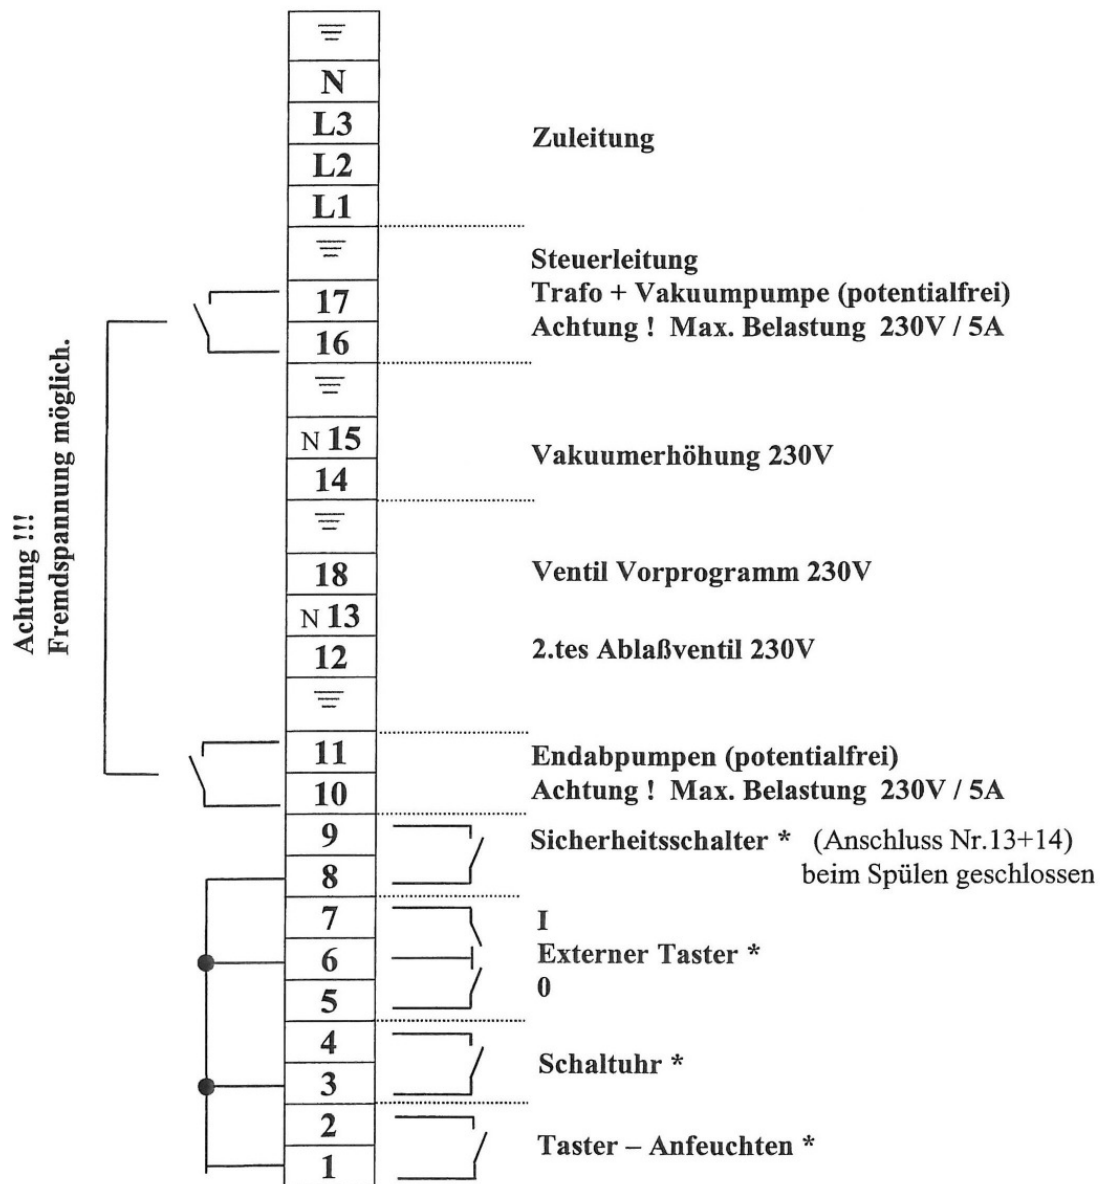 N
L3
L2
L1
Zuleitung
17
16
Steuerleitung
Trafo + Vakuumpumpe (potentialfrei)
Achtung ! Max. Belastung 230V / 5A
N 15
14
Vakuumerhöhung 230V
18
Ventil Vorprogramm 230V
N 13
12
2.tes Ablaßventil 230V
11
10
Endabpumpen (potentialfrei)
Achtung ! Max. Belastung 230V / 5A
Achtung !!!
Fremdspannung möglich.
9
8
Sicherheitsschalter * (Anschluss Nr.13+14)
beim Spülen geschlossen
7
6
5
I
Externer Taster *
0
4
3
Schaltuhr *
2
1
Taster – Anfeuchten *